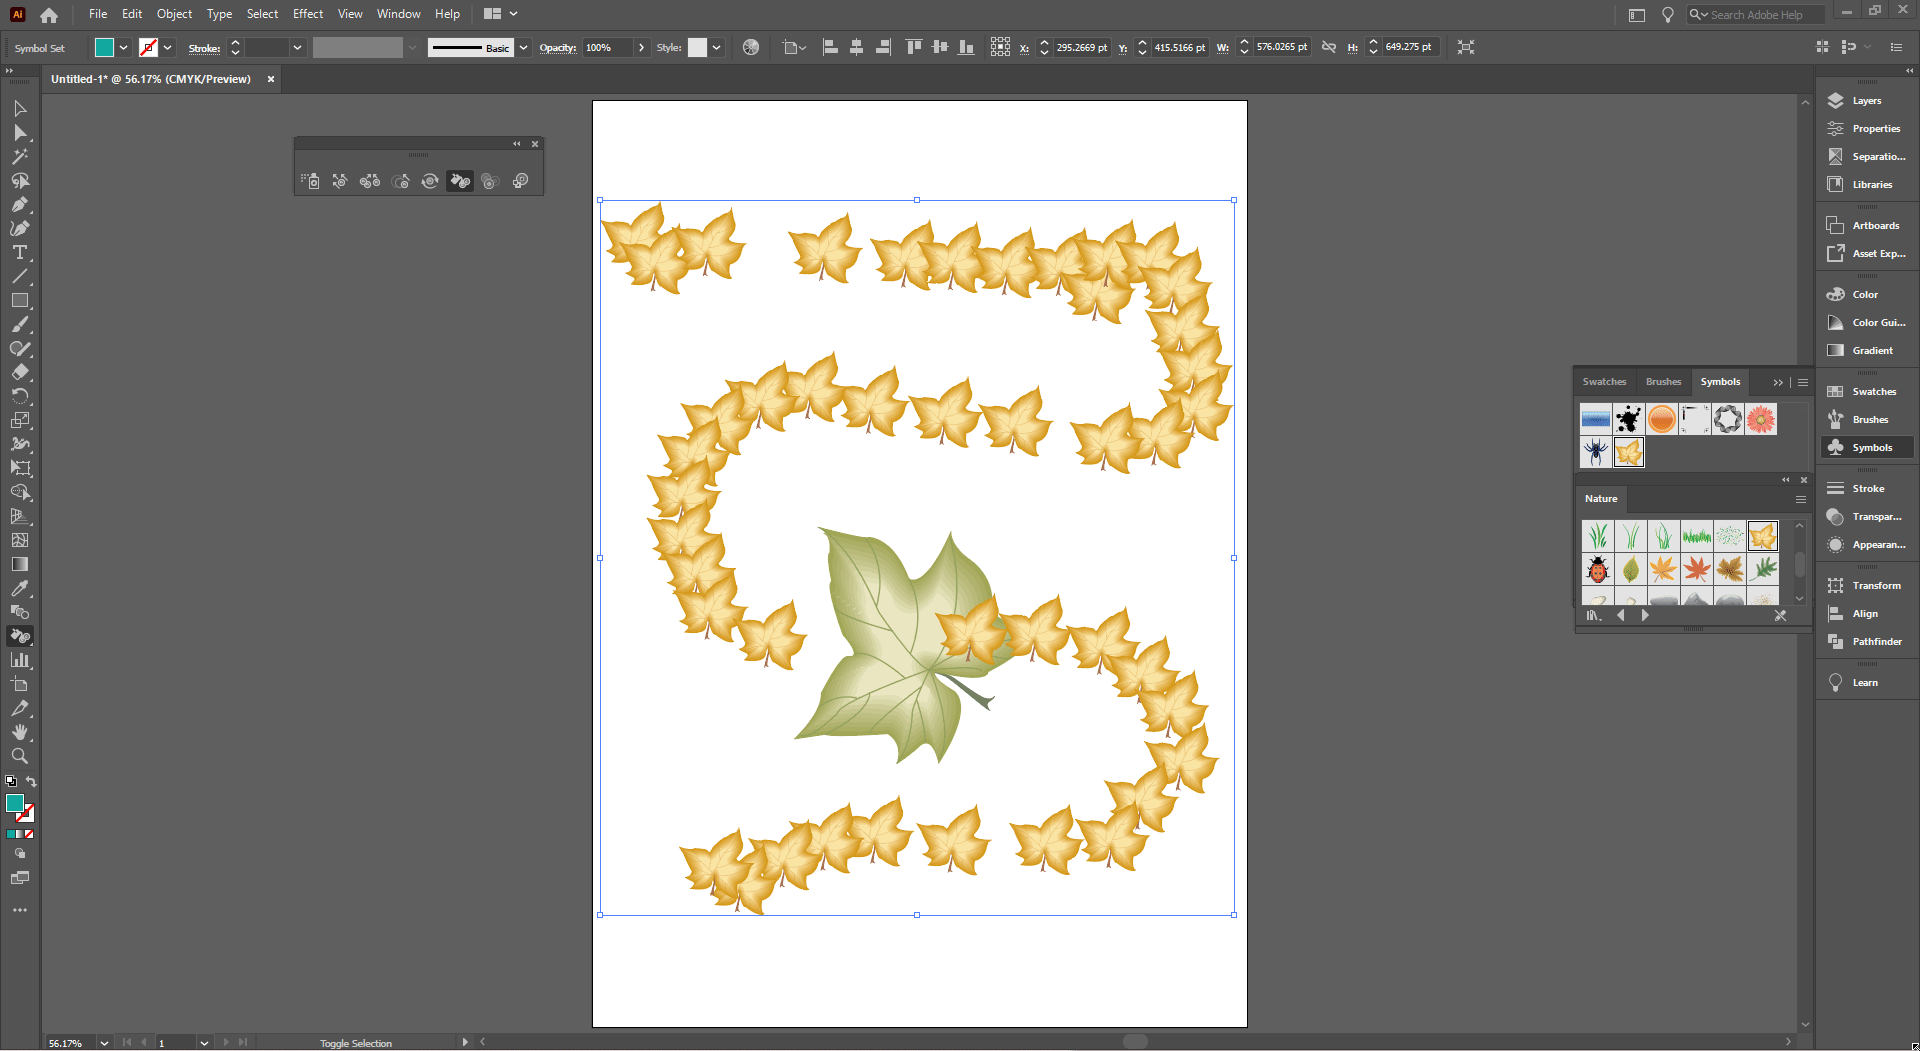 Ai File Edit Object Type Select Effect View Window Help Search Adobe Help
Symbol Set Stroke: Basic Opacity: 100% Style: X: 295.2669 pt Y: 415.5166 pt W: 576.0265 pt H: 649.275 pt
Untitled-1* @ 56.17% (CMYK/Preview)
Layers
Properties
Separatio...
Libraries
Artboards
Asset Exp...
Color
Color Gui...
Gradient
Swatches
Brushes
Symbols
Stroke
Transpar...
Appearan...
Transform
Align
Pathfinder
Learn
Swatches Brushes Symbols
Nature
56.17% 1 Toggle Selection